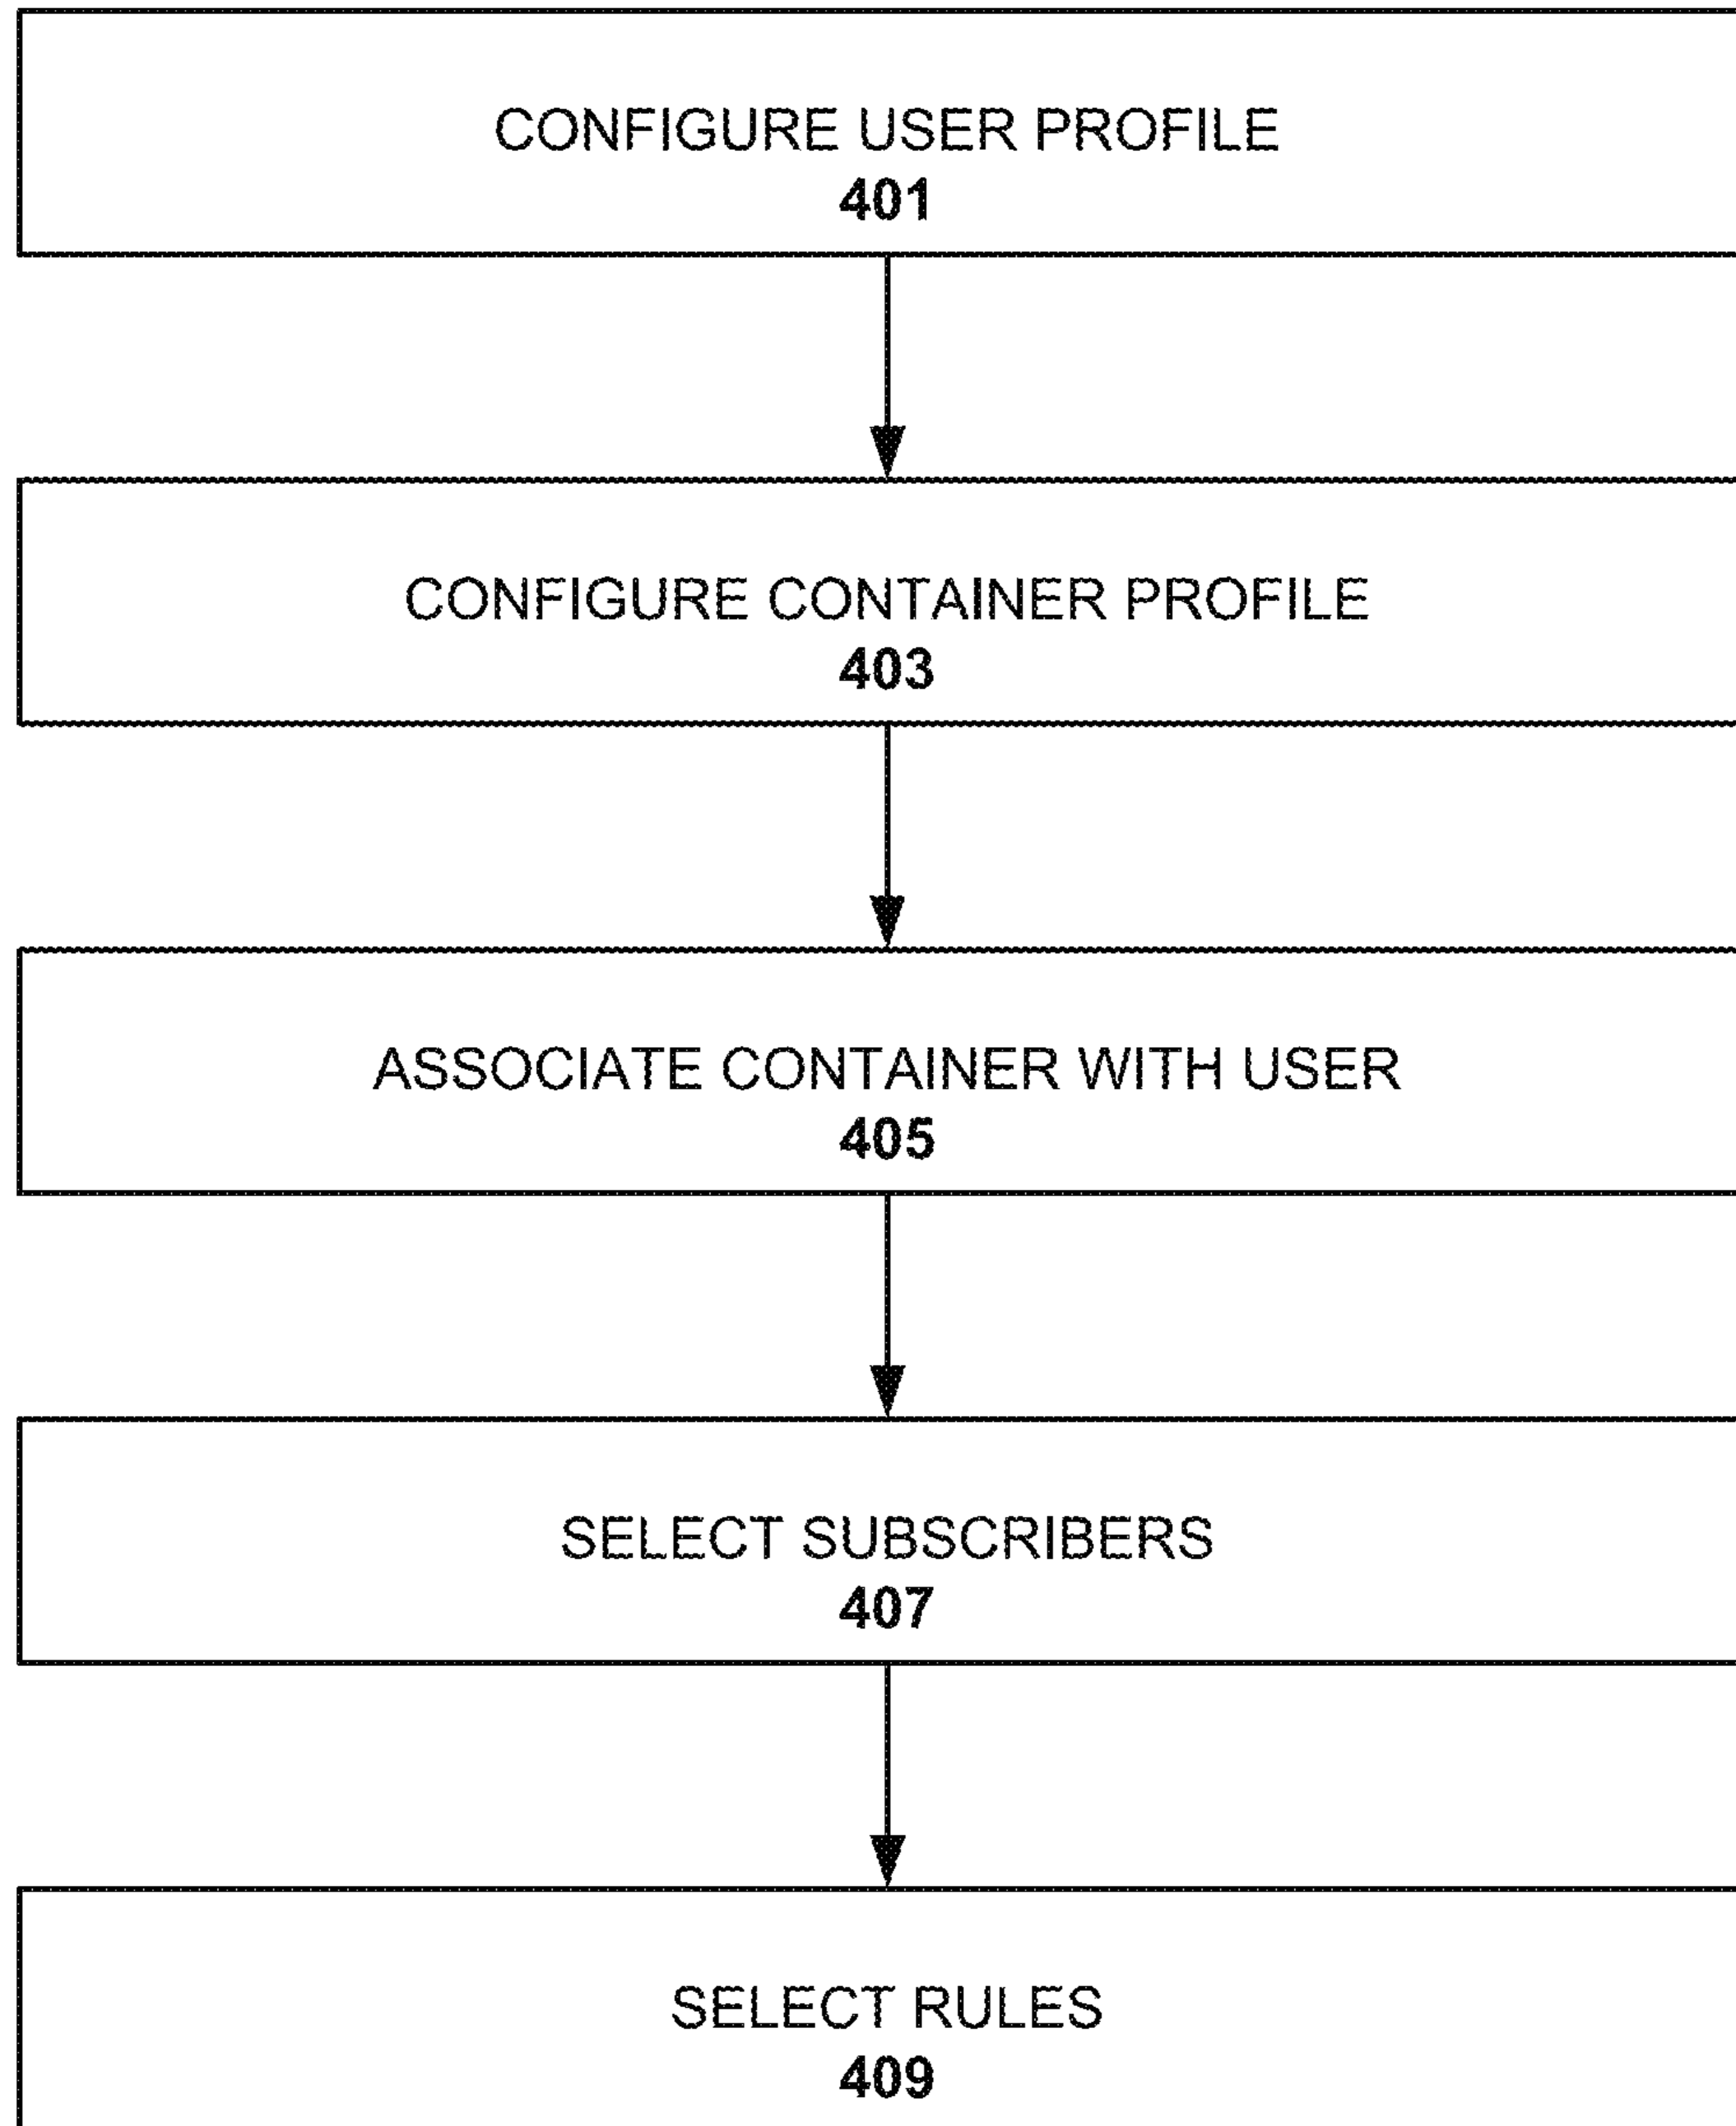 CONFIGURE USER PROFILE
401
CONFIGURE CONTAINER PROFILE
403
ASSOCIATE CONTAINER WITH USER
405
SELECT SUBSCRIBERS
407
SELECT RULES
409